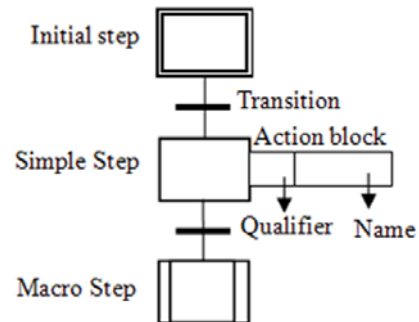 Initial step
Transition
Action block
Simple Step
Qualifier Name
Macro Step